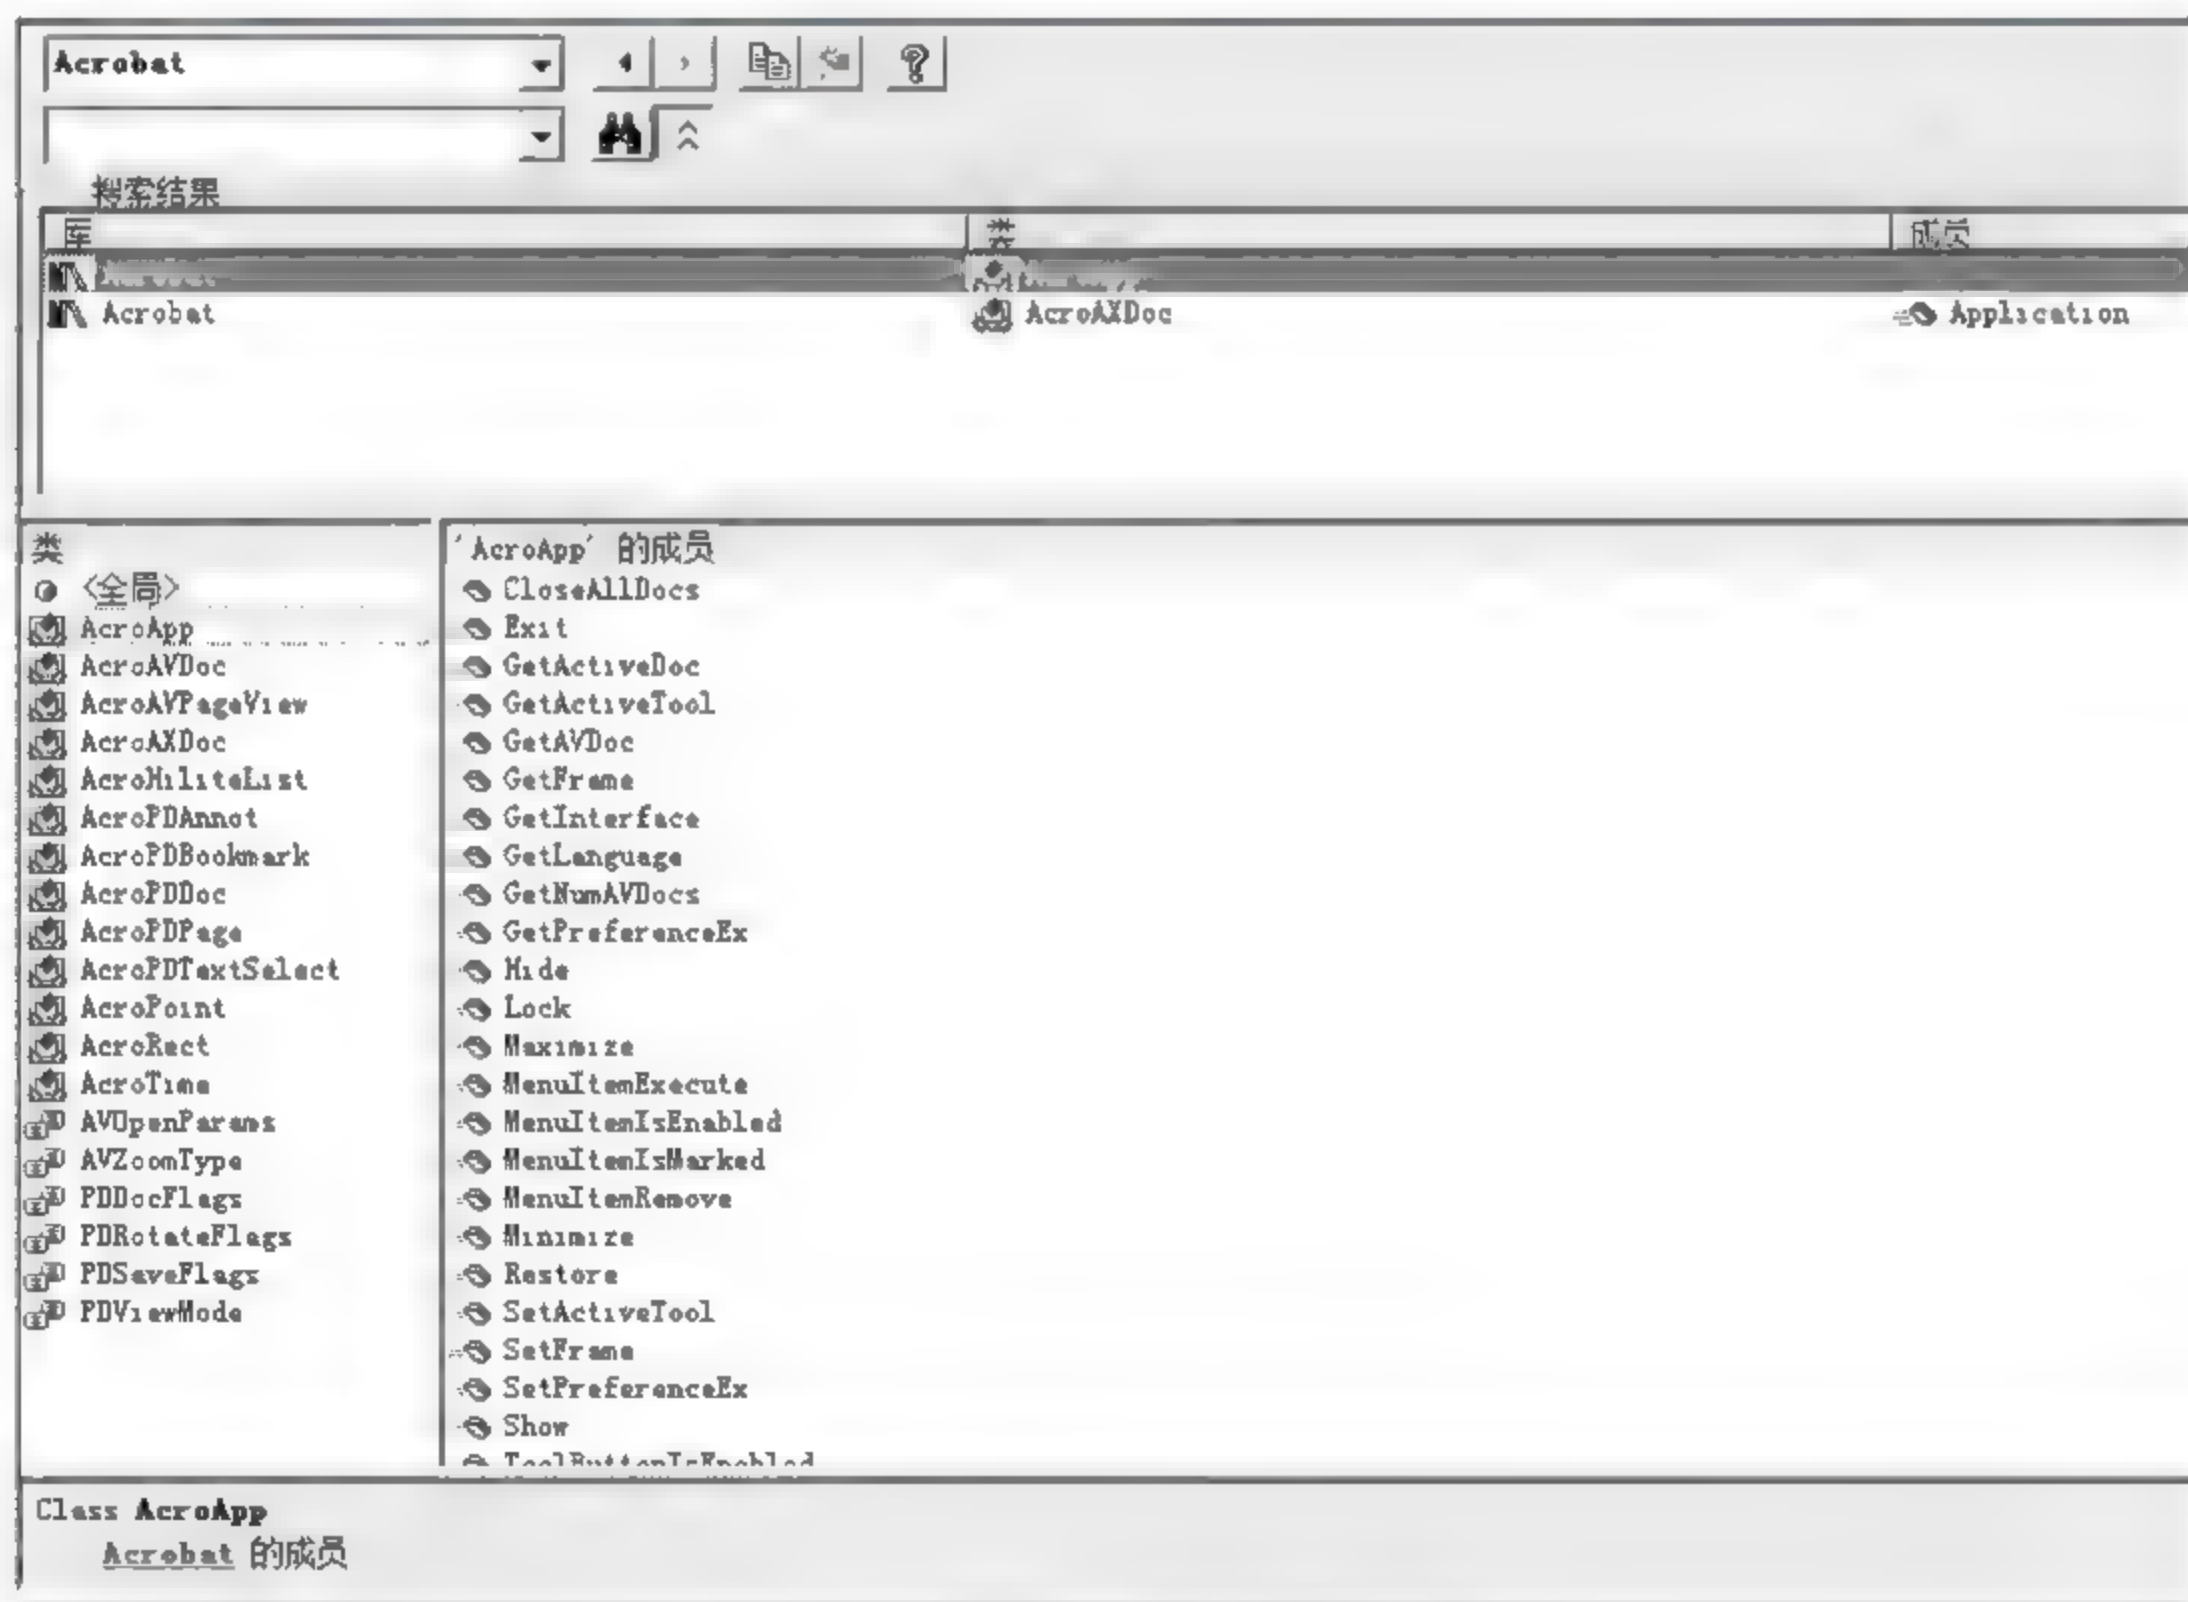 Acrobat
搜索结果
库 类 成员
Acrobat AcroAXDoc Application
类
<全局>
AcroApp
AcroAVDoc
AcroAVPageView
AcroAXDoc
AcroHiliteList
AcroPDAnnot
AcroPDBookmark
AcroPDDoc
AcroPDPage
AcroPDTextSelect
AcroPoint
AcroRect
AcroTime
AVOpenParams
AVZoomType
PDDocFlags
PDRotateFlags
PDSaveFlags
PDViewMode
'AcroApp' 的成员
CloseAllDocs
Exit
GetActiveDoc
GetActiveTool
GetAVDoc
GetFrame
GetInterface
GetLanguage
GetNumAVDocs
GetPreferenceEx
Hide
Lock
Maximize
MenuItemExecute
MenuItemIsEnabled
MenuItemIsMarked
MenuItemRemove
Minimize
Restore
SetActiveTool
SetFrame
SetPreferenceEx
Show
ToolButtonIsEnabled
Class AcroApp
Acrobat 的成员